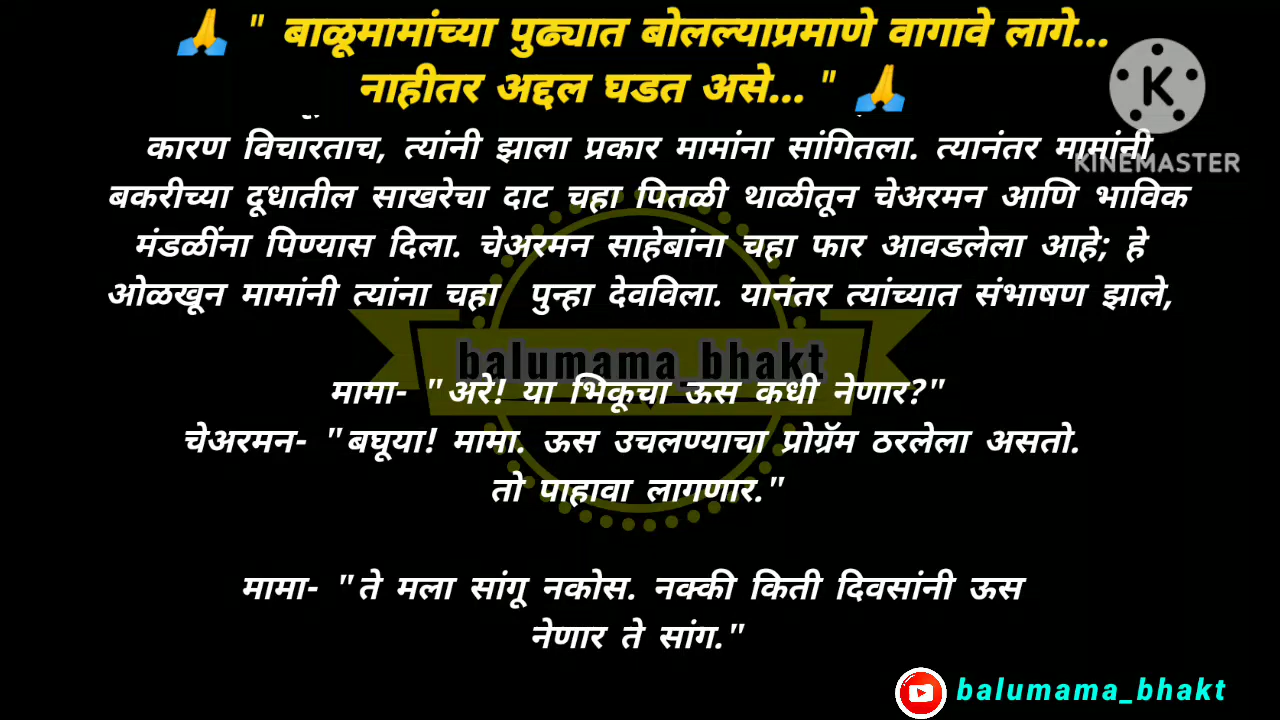 🙏 " बाळूमामांच्या पुढ्यात बोलल्याप्रमाणे वागावे लागे...
नाहीतर अद्दल घडत असे... " 🙏
कारण विचारताच, त्यांनी झाला प्रकार मामांना सांगितला. त्यानंतर मामांनी
KINEMASTER
बकरीच्या दूधातील साखरेचा दाट चहा पितळी थाळीतून चेअरमन आणि भाविक
मंडळींना पिण्यास दिला. चेअरमन साहेबांना चहा फार आवडलेला आहे; हे
ओळखून मामांनी त्यांना चहा पुन्हा देवविला. यानंतर त्यांच्यात संभाषण झाले,
balumama_bhakt
मामा- "अरे! या भिकूचा ऊस कधी नेणार?"
चेअरमन- "बघूया! मामा. ऊस उचलण्याचा प्रोग्रॅम ठरलेला असतो.
तो पाहावा लागणार."
मामा- "ते मला सांगू नकोस. नक्की किती दिवसांनी ऊस
नेणार ते सांग."
balumama_bhakt